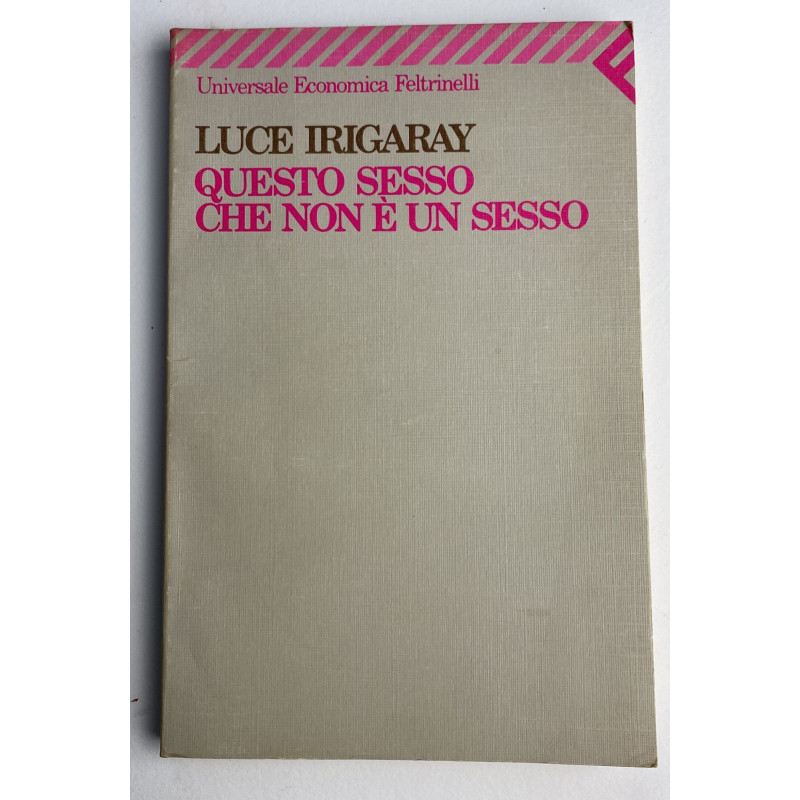 Universale Economica Feltrinelli
LUCE IRIGARAY
QUESTO SESSO
CHE NON È UN SESSO